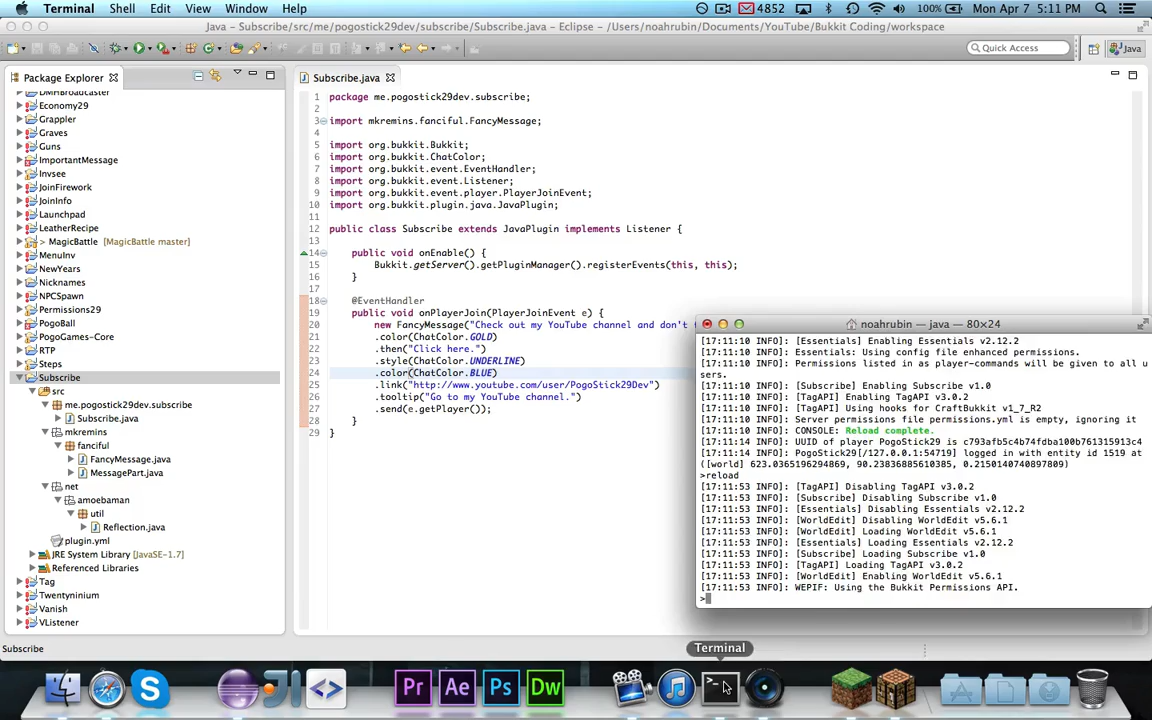 Terminal Shell Edit View Window Help 4852 100% Mon Apr 7 5:11 PM
Java – Subscribe/src/me/pogostick29dev/subscribe/Subscribe.java – Eclipse – /Users/noahrubin/Documents/YouTube/Bukkit Coding/workspace
Quick Access
Java
Package Explorer
DMHBroadcaster
Economy29
Grappler
Graves
Guns
ImportantMessage
Invsee
JoinFirework
JoinInfo
Launchpad
LeatherRecipe
> MagicBattle [MagicBattle master]
MenuInv
NewYears
Nicknames
NPCSpawn
Permissions29
PogoBall
PogoGames-Core
RTP
Steps
Subscribe
src
me.pogostick29dev.subscribe
Subscribe.java
mkremins
fanciful
FancyMessage.java
MessagePart.java
net
amoebaman
util
Reflection.java
plugin.yml
JRE System Library [JavaSE-1.7]
Referenced Libraries
Tag
Twentyninium
Vanish
VListener
Subscribe
Subscribe.java
1 package me.pogostick29dev.subscribe;
2
3 import mkremins.fanciful.FancyMessage;
4
5 import org.bukkit.Bukkit;
6 import org.bukkit.ChatColor;
7 import org.bukkit.event.EventHandler;
8 import org.bukkit.event.Listener;
9 import org.bukkit.event.player.PlayerJoinEvent;
10 import org.bukkit.plugin.java.JavaPlugin;
11
12 public class Subscribe extends JavaPlugin implements Listener {
13
14 public void onEnable() {
15 Bukkit.getServer().getPluginManager().registerEvents(this, this);
16 }
17
18 @EventHandler
19 public void onPlayerJoin(PlayerJoinEvent e) {
20 new FancyMessage("Check out my YouTube channel and don't
21 .color(ChatColor.GOLD)
22 .then("Click here.")
23 .style(ChatColor.UNDERLINE)
24 .color(ChatColor.BLUE)
25 .link("http://www.youtube.com/user/PogoStick29Dev")
26 .tooltip("Go to my YouTube channel.")
27 .send(e.getPlayer());
28 }
29 }
noahrubin — java — 80×24
[17:11:10 INFO]: [Essentials] Enabling Essentials v2.12.2
[17:11:10 INFO]: Essentials: Using config file enhanced permissions.
[17:11:10 INFO]: Permissions listed in as player-commands will be given to all u
sers.
[17:11:10 INFO]: [Subscribe] Enabling Subscribe v1.0
[17:11:10 INFO]: [TagAPI] Enabling TagAPI v3.0.2
[17:11:10 INFO]: [TagAPI] Using hooks for CraftBukkit v1_7_R2
[17:11:10 INFO]: Server permissions file permissions.yml is empty, ignoring it
[17:11:10 INFO]: CONSOLE: Reload complete.
[17:11:14 INFO]: UUID of player PogoStick29 is c793afb5c4b74fdba100b761315913c4
[17:11:14 INFO]: PogoStick29[/127.0.0.1:54719] logged in with entity id 1519 at
([world] 623.0365196294869, 90.23836885610385, 0.2150140740897809)
>reload
[17:11:53 INFO]: [TagAPI] Disabling TagAPI v3.0.2
[17:11:53 INFO]: [Subscribe] Disabling Subscribe v1.0
[17:11:53 INFO]: [Essentials] Disabling Essentials v2.12.2
[17:11:53 INFO]: [WorldEdit] Disabling WorldEdit v5.6.1
[17:11:53 INFO]: [WorldEdit] Loading WorldEdit v5.6.1
[17:11:53 INFO]: [Essentials] Loading Essentials v2.12.2
[17:11:53 INFO]: [Subscribe] Loading Subscribe v1.0
[17:11:53 INFO]: [TagAPI] Loading TagAPI v3.0.2
[17:11:53 INFO]: [WorldEdit] Enabling WorldEdit v5.6.1
[17:11:53 INFO]: WEPIF: Using the Bukkit Permissions API.
>
Terminal
Pr Ae Ps Dw